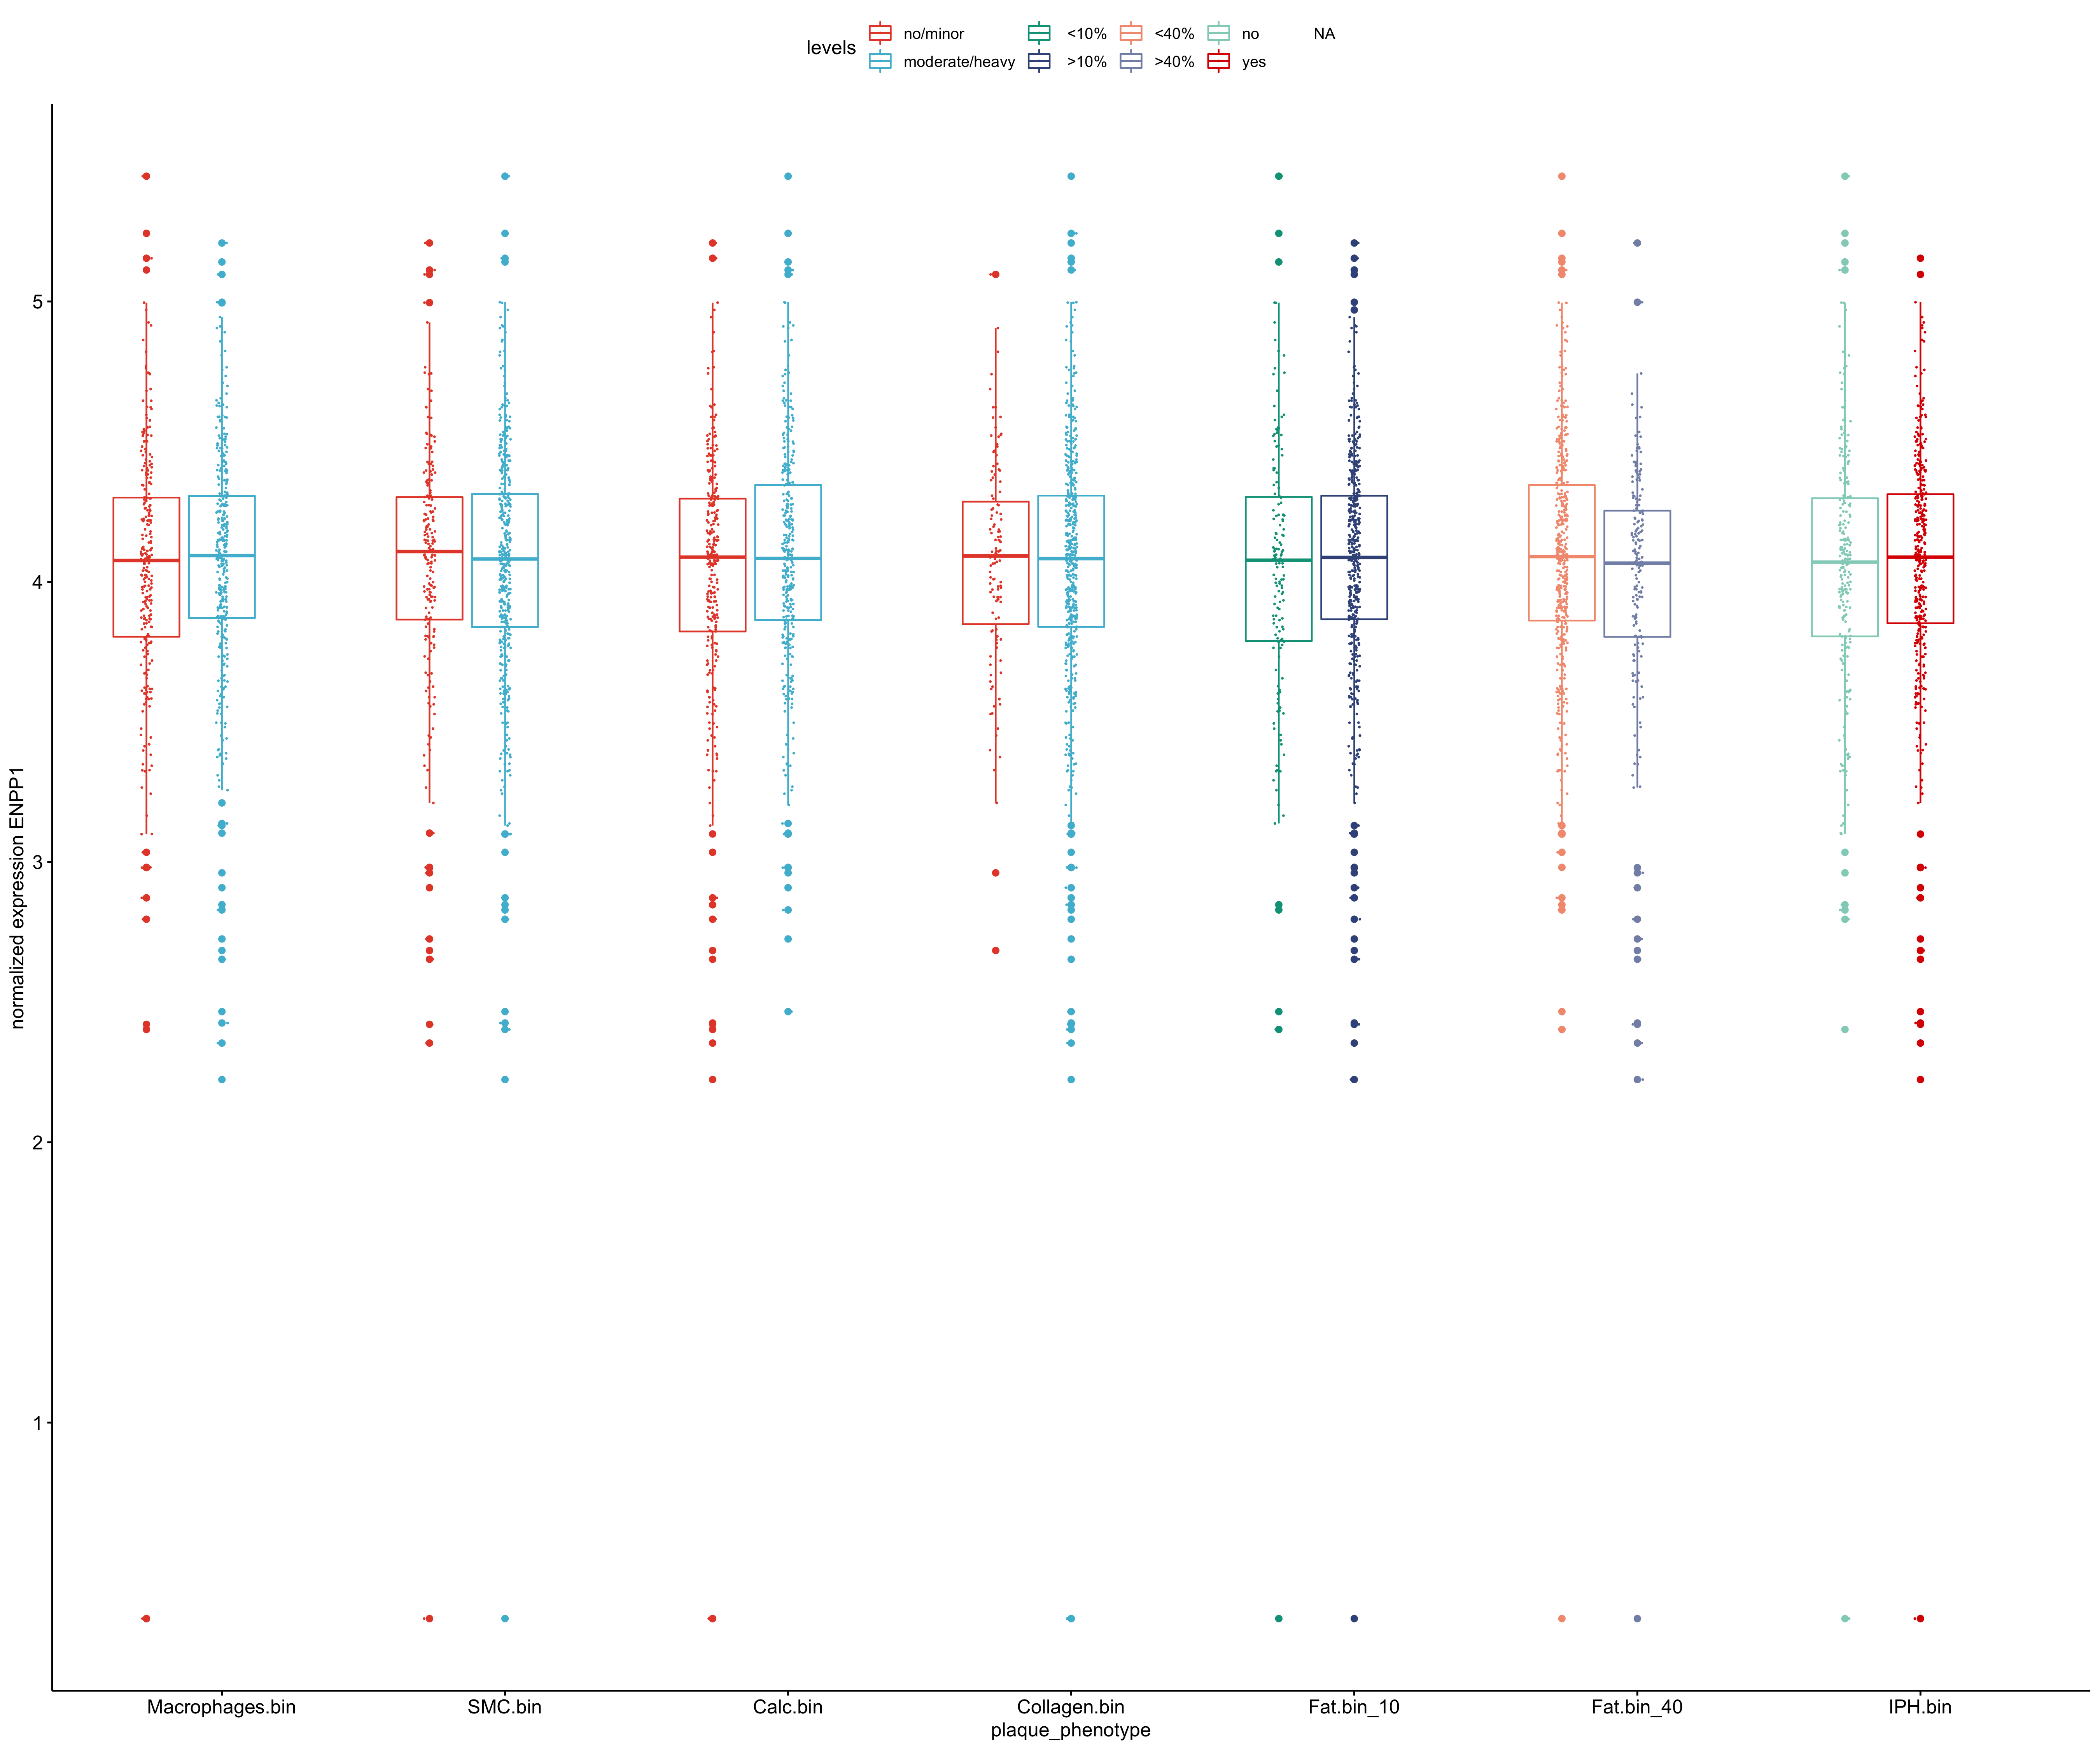 levels
no/minor <10% <40% no NA
moderate/heavy >10% >40% yes
normalized expression ENPP1
5
4
3
2
1
Macrophages.bin SMC.bin Calc.bin Collagen.bin Fat.bin_10 Fat.bin_40 IPH.bin
plaque_phenotype